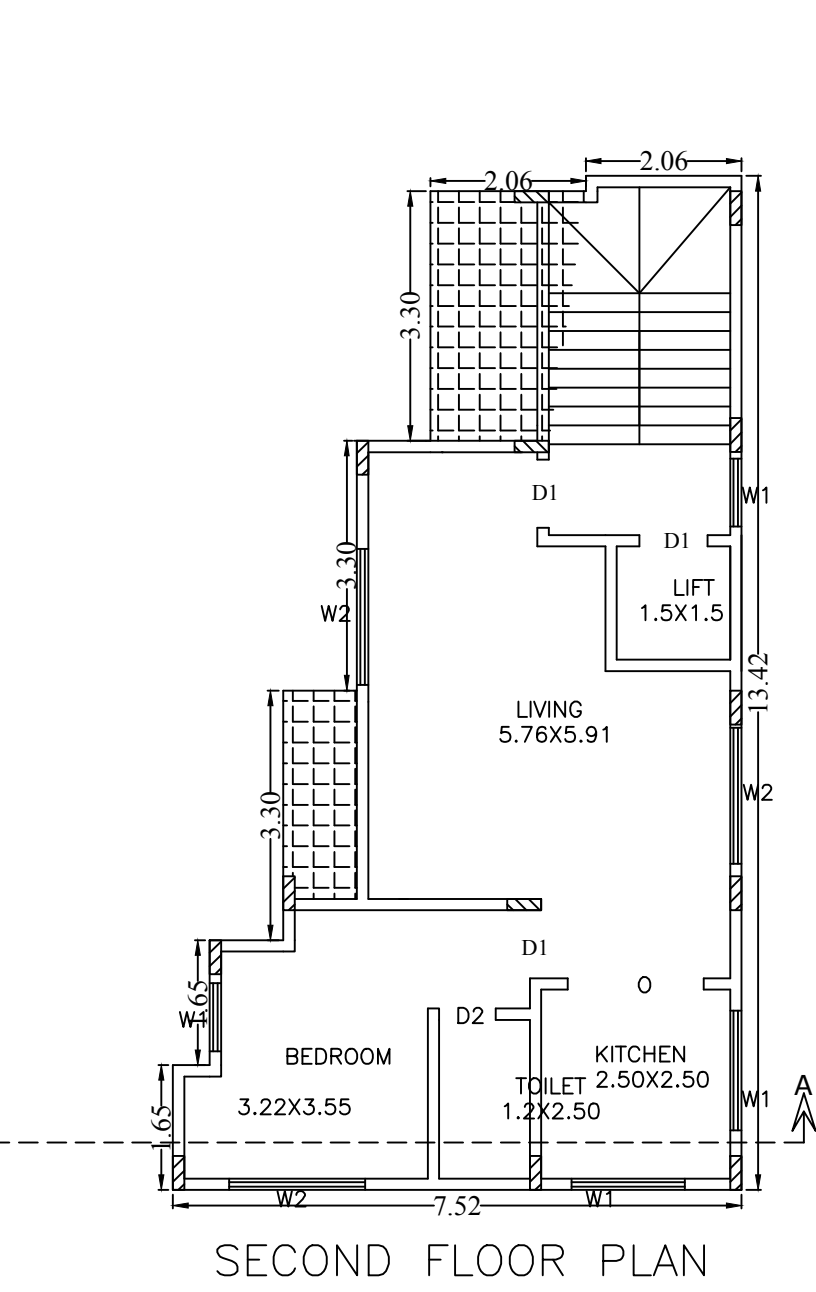 2.06
2.06
3.30
D1
W1
D1
3.30
LIFT
1.5X1.5
W2
13.42
LIVING
5.76X5.91
W2
3.30
D1
O
1.65
W1
D2
BEDROOM
KITCHEN
2.50X2.50
TOILET
1.2X2.50
3.22X3.55
A
W1
1.65
W2
W1
7.52
SECOND FLOOR PLAN